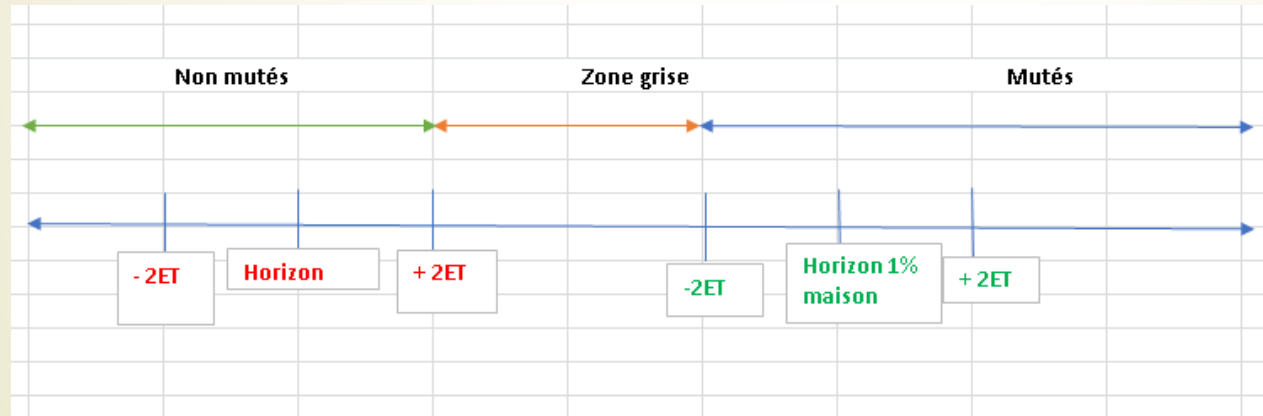 Non mutés
Zone grise
Mutés
- 2ET
Horizon
+ 2ET
-2ET
Horizon 1%
maison
+ 2ET